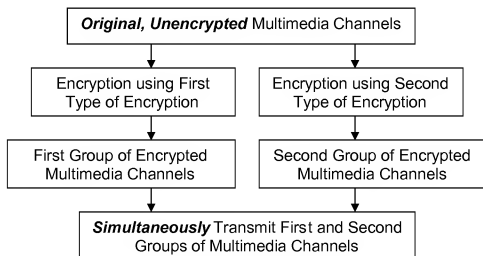 Original, Unencrypted Multimedia Channels
Encryption using First
Type of Encryption
Encryption using Second
Type of Encryption
First Group of Encrypted
Multimedia Channels
Second Group of Encrypted
Multimedia Channels
Simultaneously Transmit First and Second
Groups of Multimedia Channels